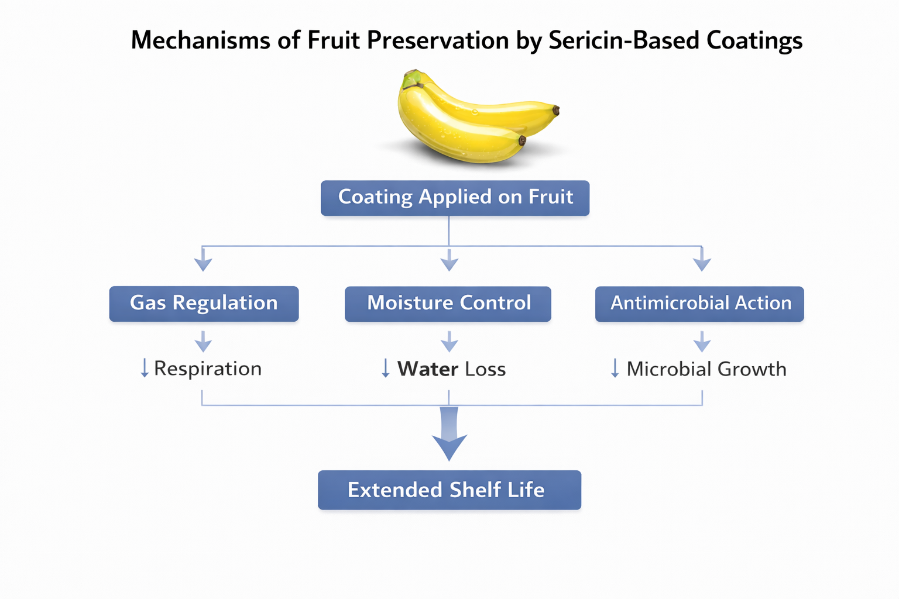 Mechanisms of Fruit Preservation by Sericin-Based Coatings
Coating Applied on Fruit
Gas Regulation
Moisture Control
Antimicrobial Action
↓ Respiration
↓ Water Loss
↓ Microbial Growth
Extended Shelf Life